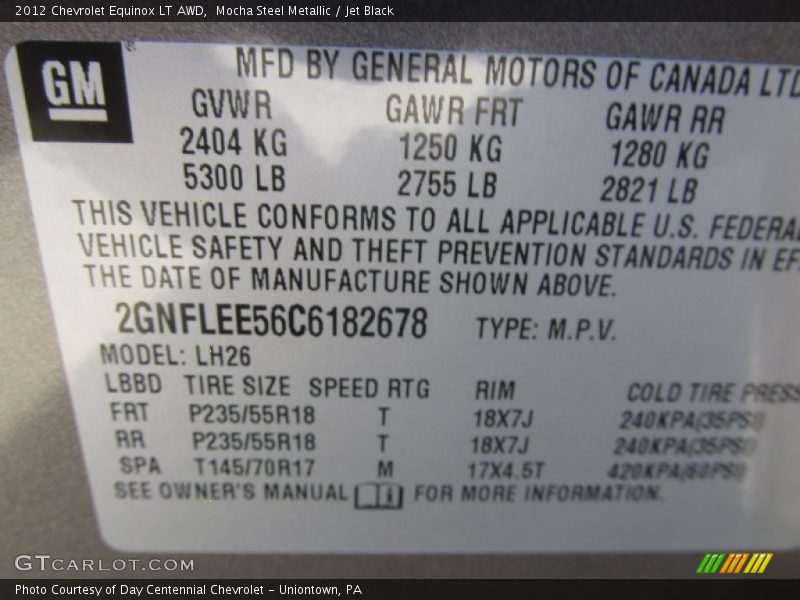 2012 Chevrolet Equinox LT AWD, Mocha Steel Metallic / Jet Black
GM ®
MFD BY GENERAL MOTORS OF CANADA LTD
GVWR GAWR FRT GAWR RR
2404 KG 1250 KG 1280 KG
5300 LB 2755 LB 2821 LB
THIS VEHICLE CONFORMS TO ALL APPLICABLE U.S. FEDERAL
VEHICLE SAFETY AND THEFT PREVENTION STANDARDS IN EF
THE DATE OF MANUFACTURE SHOWN ABOVE.
2GNFLEE56C6182678 TYPE: M.P.V.
MODEL: LH26
LBBD TIRE SIZE SPEED RTG RIM COLD TIRE PRESS
FRT P235/55R18 T 18X7J 240KPA(35PSI)
RR P235/55R18 T 18X7J 240KPA(35PSI)
SPA T145/70R17 M 17X4.5T 420KPA(60PSI)
SEE OWNER'S MANUAL FOR MORE INFORMATION.
GTCARLOT.COM
Photo Courtesy of Day Centennial Chevrolet - Uniontown, PA